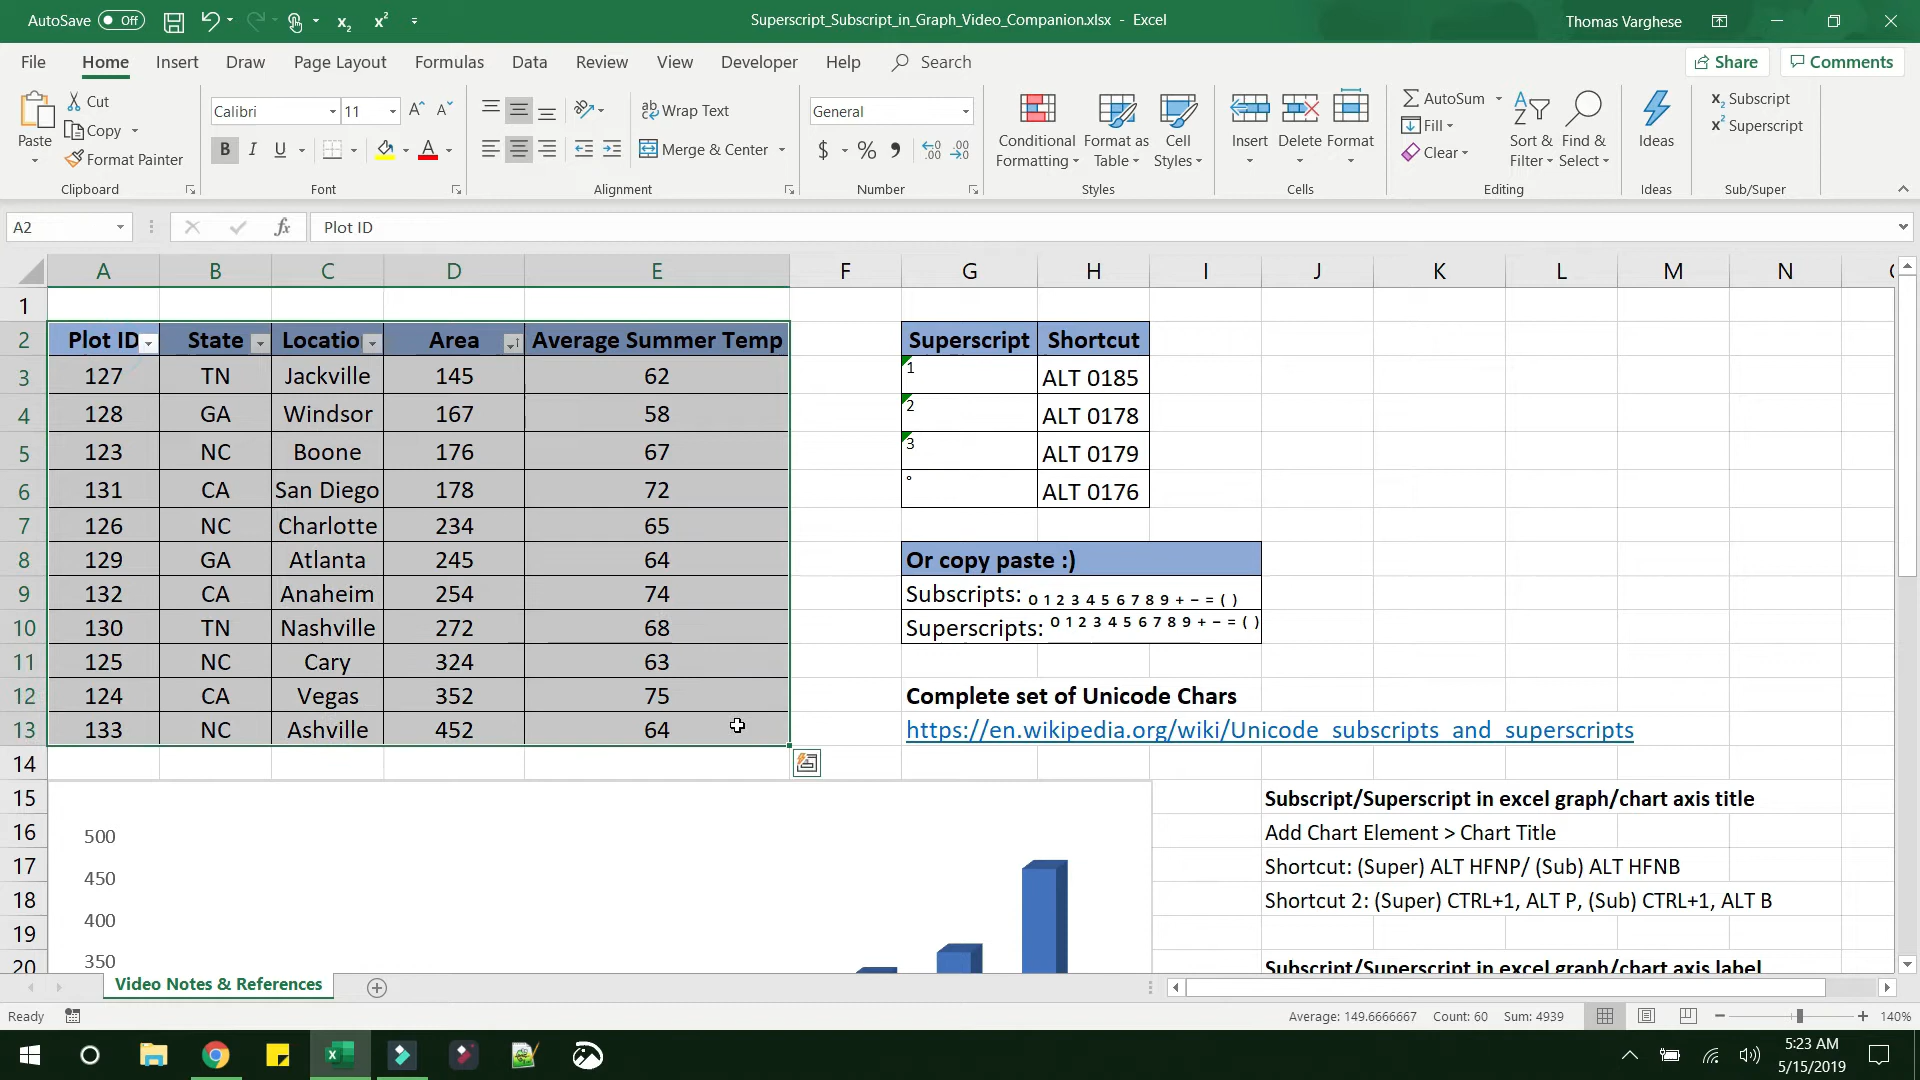 AutoSave Off
Superscript_Subscript_in_Graph_Video_Companion.xlsx - Excel
Thomas Varghese
File Home Insert Draw Page Layout Formulas Data Review View Developer Help Search Share Comments
Paste
Cut
Copy
Format Painter
Clipboard
Calibri 11
B I U
Font
Wrap Text
Merge & Center
Alignment
General
$ % ,
Number
Conditional Formatting
Format as Table
Cell Styles
Styles
Insert
Delete
Format
Cells
AutoSum
Fill
Clear
Sort & Filter
Find & Select
Editing
Ideas
Ideas
Subscript
Superscript
Sub/Super
A2 fx Plot ID
A B C D E F G H I J K L M N
1
2 Plot ID State Locatio Area Average Summer Temp Superscript Shortcut
3 127 TN Jackville 145 62 1 ALT 0185
4 128 GA Windsor 167 58 2 ALT 0178
5 123 NC Boone 176 67 3 ALT 0179
6 131 CA San Diego 178 72 ° ALT 0176
7 126 NC Charlotte 234 65
8 129 GA Atlanta 245 64 Or copy paste :)
9 132 CA Anaheim 254 74 Subscripts: ₀ ₁ ₂ ₃ ₄ ₅ ₆ ₇ ₈ ₉ ₊ ₋ ₌ ₍ ₎
10 130 TN Nashville 272 68 Superscripts: ⁰ ¹ ² ³ ⁴ ⁵ ⁶ ⁷ ⁸ ⁹ ⁺ ⁻ ⁼ ⁽ ⁾
11 125 NC Cary 324 63
12 124 CA Vegas 352 75 Complete set of Unicode Chars
13 133 NC Ashville 452 64 https://en.wikipedia.org/wiki/Unicode_subscripts_and_superscripts
14
15 Subscript/Superscript in excel graph/chart axis title
16 500 Add Chart Element > Chart Title
17 450 Shortcut: (Super) ALT HFNP/ (Sub) ALT HFNB
18 400 Shortcut 2: (Super) CTRL+1, ALT P, (Sub) CTRL+1, ALT B
19
20 350 Subscript/Superscript in excel graph/chart axis label
Video Notes & References
Ready
Average: 149.6666667 Count: 60 Sum: 4939
140%
5:23 AM
5/15/2019